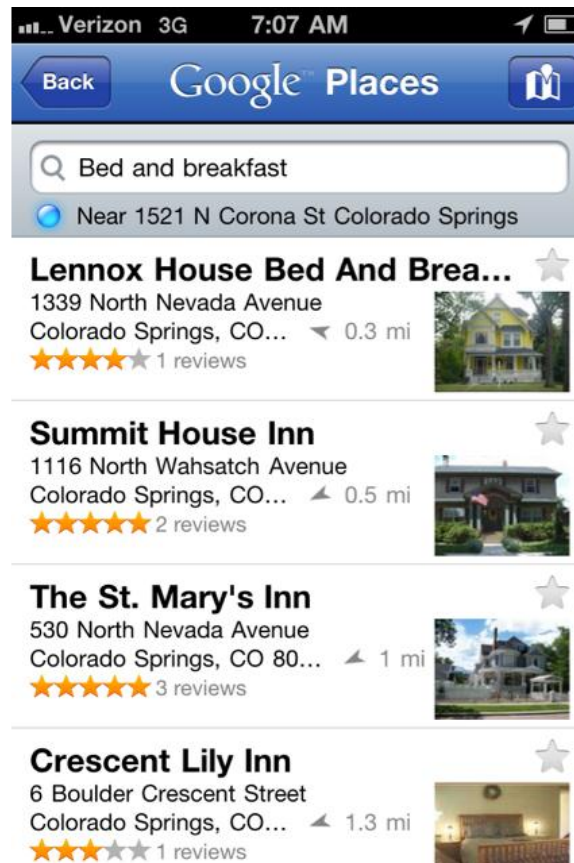 Verizon 3G 7:07 AM
Back Google™ Places
Bed and breakfast
Near 1521 N Corona St Colorado Springs
Lennox House Bed And Brea...
1339 North Nevada Avenue
Colorado Springs, CO... 0.3 mi
1 reviews
Summit House Inn
1116 North Wahsatch Avenue
Colorado Springs, CO... 0.5 mi
2 reviews
The St. Mary's Inn
530 North Nevada Avenue
Colorado Springs, CO 80... 1 mi
3 reviews
Crescent Lily Inn
6 Boulder Crescent Street
Colorado Springs, CO... 1.3 mi
1 reviews